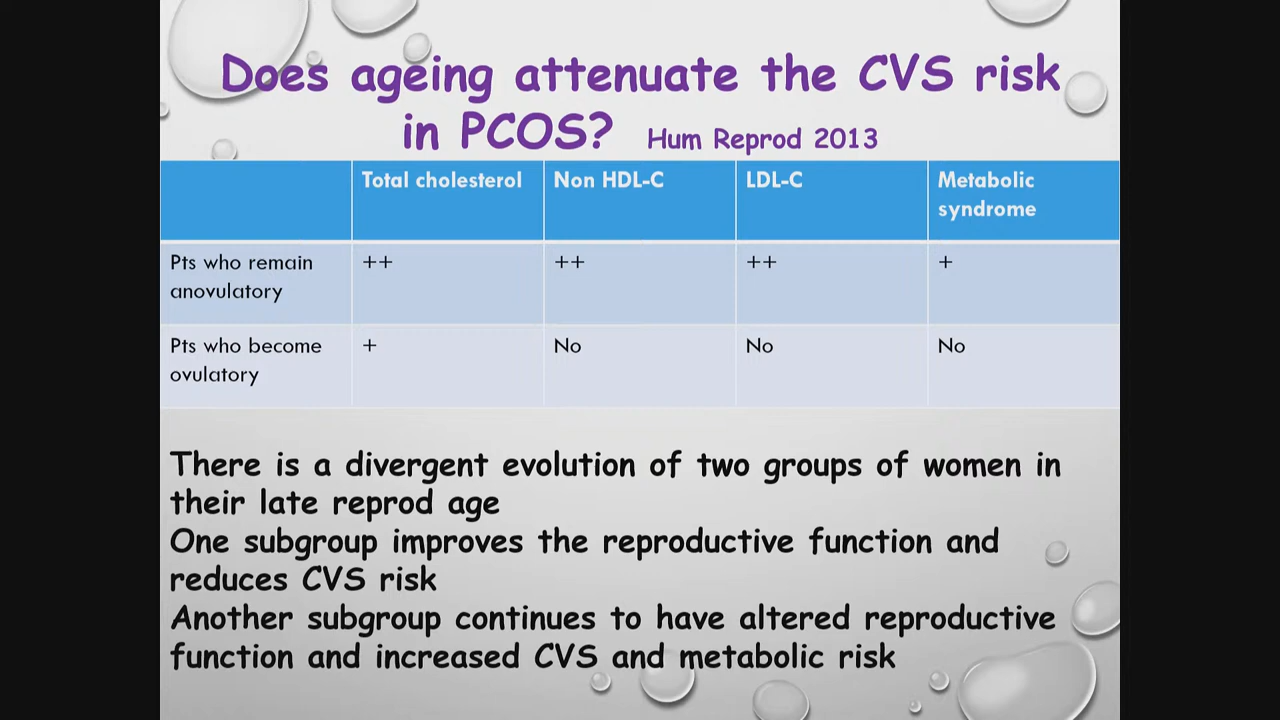 Does ageing attenuate the CVS risk
in PCOS? Hum Reprod 2013
Total cholesterol Non HDL-C LDL-C Metabolic
syndrome
Pts who remain ++ ++ ++ +
anovulatory
Pts who become + No No No
ovulatory
There is a divergent evolution of two groups of women in
their late reprod age
One subgroup improves the reproductive function and
reduces CVS risk
Another subgroup continues to have altered reproductive
function and increased CVS and metabolic risk